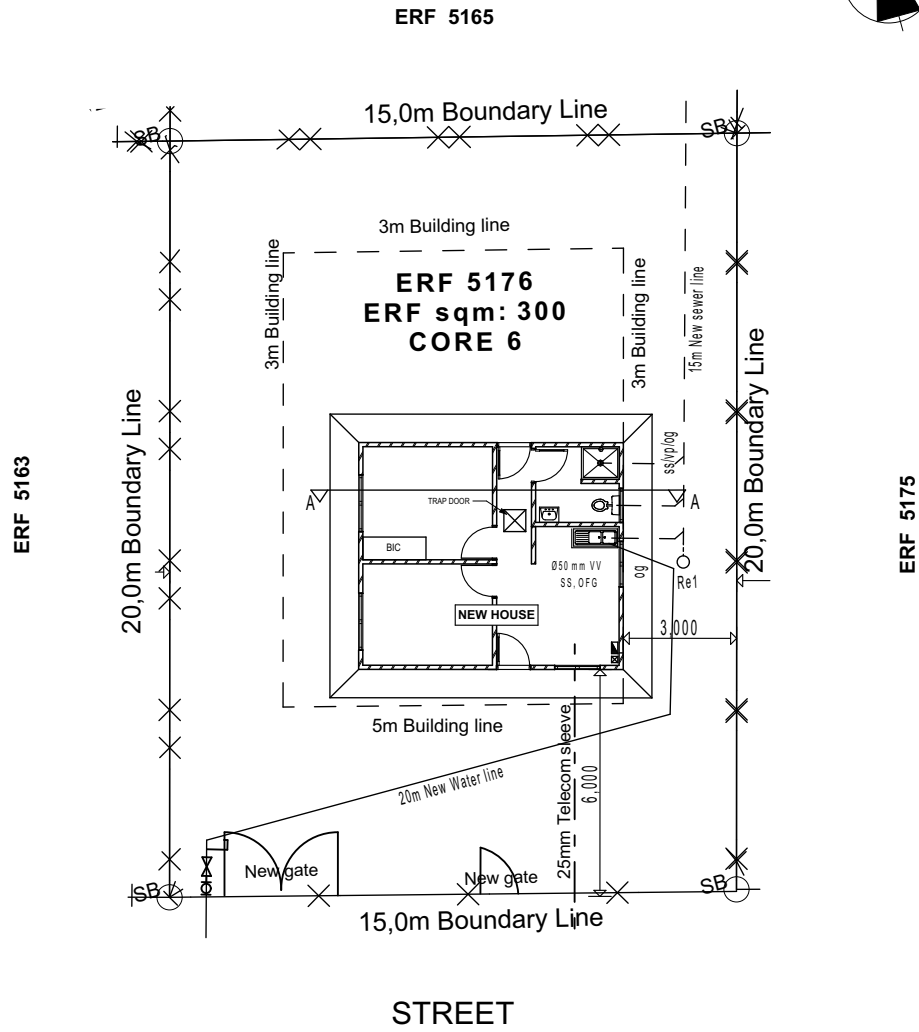 ERF 5165
15,0m Boundary Line
SB
SB
3m Building line
3m Building line
3m Building line
ERF 5176
ERF sqm: 300
CORE 6
15m New sewer line
20,0m Boundary Line
20,0m Boundary Line
ERF 5163
ERF 5175
ss/vp/og
A
A
TRAP DOOR
BIC
Ø50mm VV
SS, OFG
og
Re1
NEW HOUSE
3,000
5m Building line
25mm Telecom sleeve
6,000
20m New Water line
New gate
New gate
SB
SB
15,0m Boundary Line
STREET